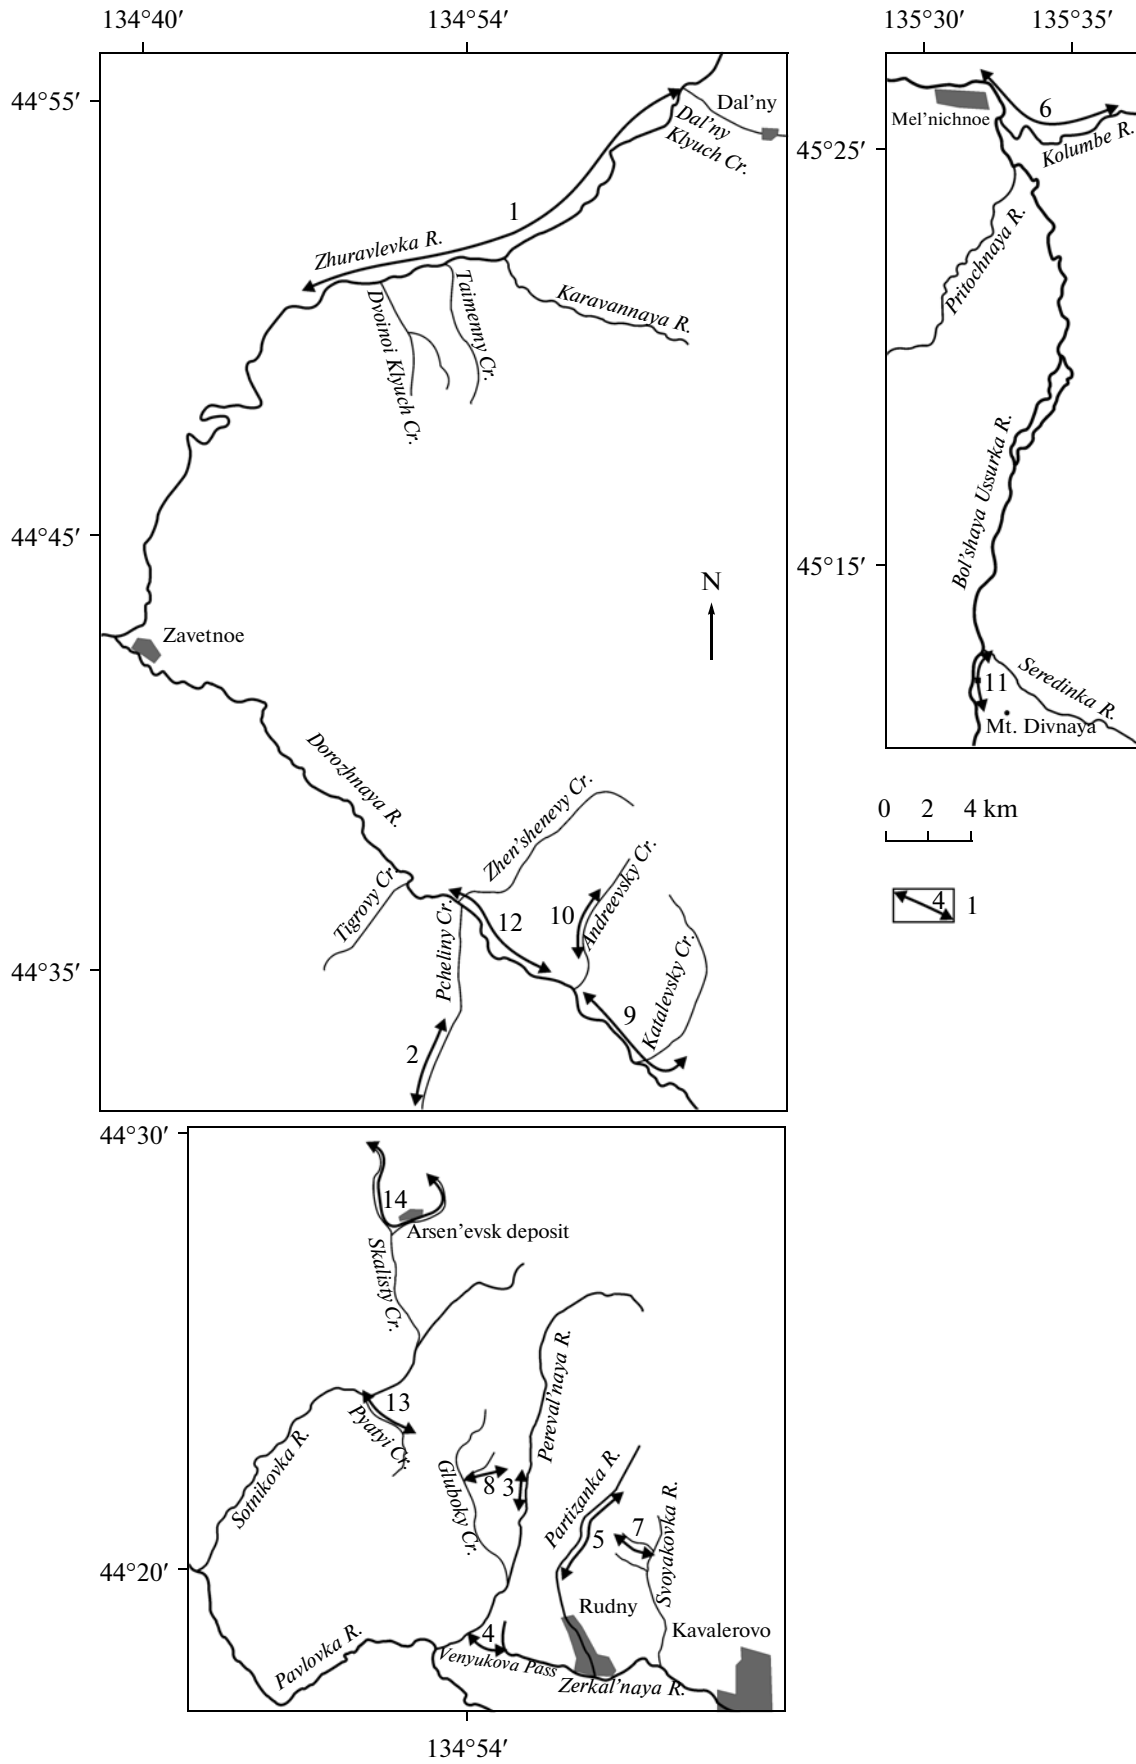 134°40′
134°54′
135°30′
135°35′
44°55′
44°45′
44°35′
Dal'ny
Dal'ny
Klyuch Cr.
1
Zhuravlevka R.
Dvoinoi Klyuch Cr.
Taimenny Cr.
Karavannaya R.
N
Zavetnoe
Dorozhnaya R.
Zhen'shenevy Cr.
Tigrovy Cr.
Pcheliny Cr.
12
10
Andreevsky Cr.
9
Katalevsky Cr.
2
45°25′
45°15′
Mel'nichnoe
6
Kolumbe R.
Pritochnaya R.
Bol'shaya Ussurka R.
11
Seredinka R.
Mt. Divnaya
0 2 4 km
4
1
44°30′
44°20′
14
Arsen'evsk deposit
Skalisty Cr.
13
Pyatyi Cr.
Sotnikovka R.
Gluboky Cr.
8
3
Pereval'naya R.
Partizanka R.
5
7
Svoyakovka R.
Rudny
Kavalerovo
4
Venyukova Pass
Pavlovka R.
Zerkal'naya R.
134°54′